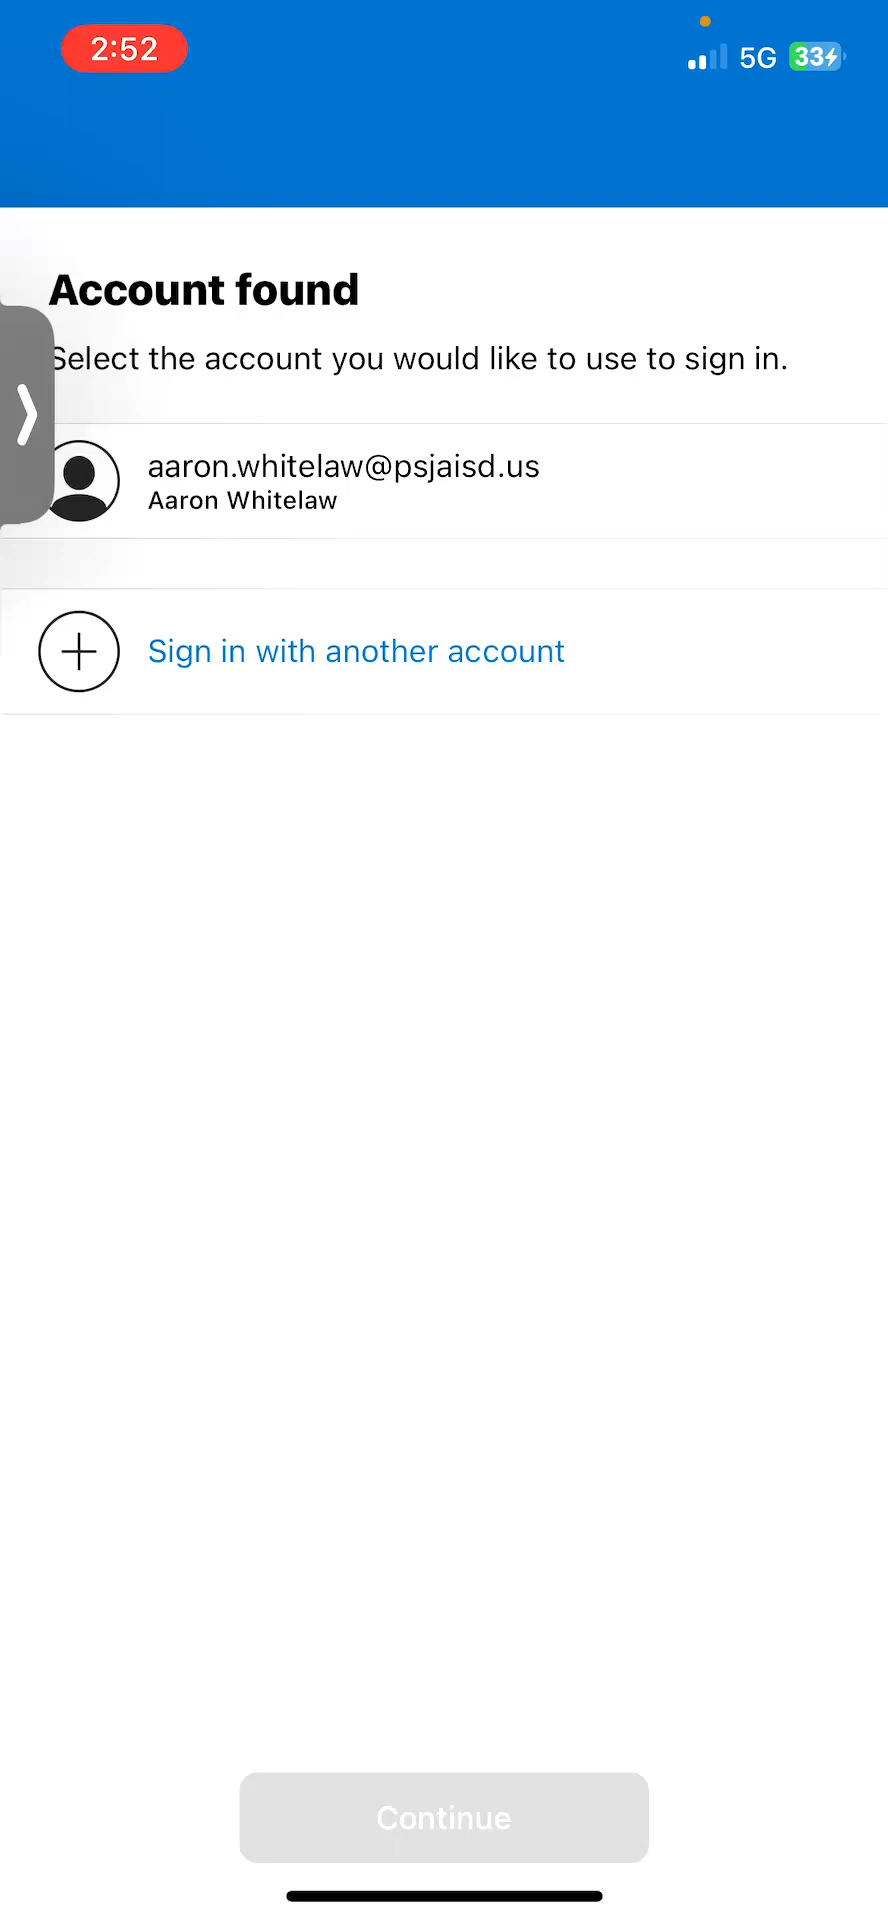 2:52
5G 33
Account found
Select the account you would like to use to sign in.
aaron.whitelaw@psjaisd.us
Aaron Whitelaw
Sign in with another account
Continue